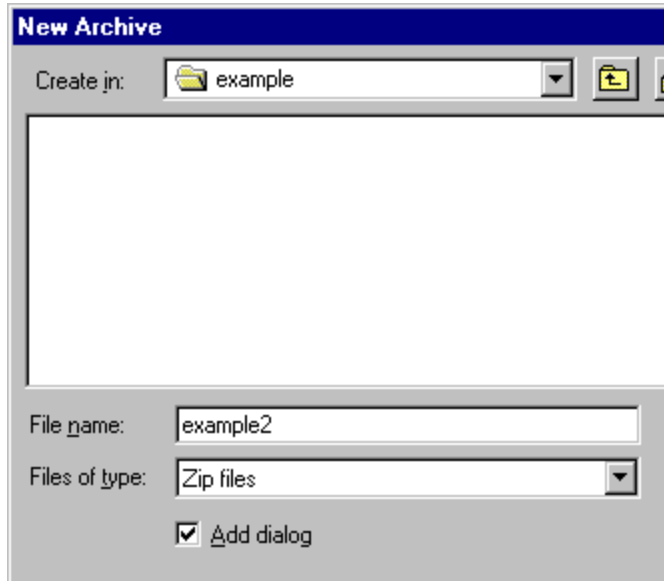 New Archive
Create in: example
File name: example2
Files of type: Zip files
Add dialog